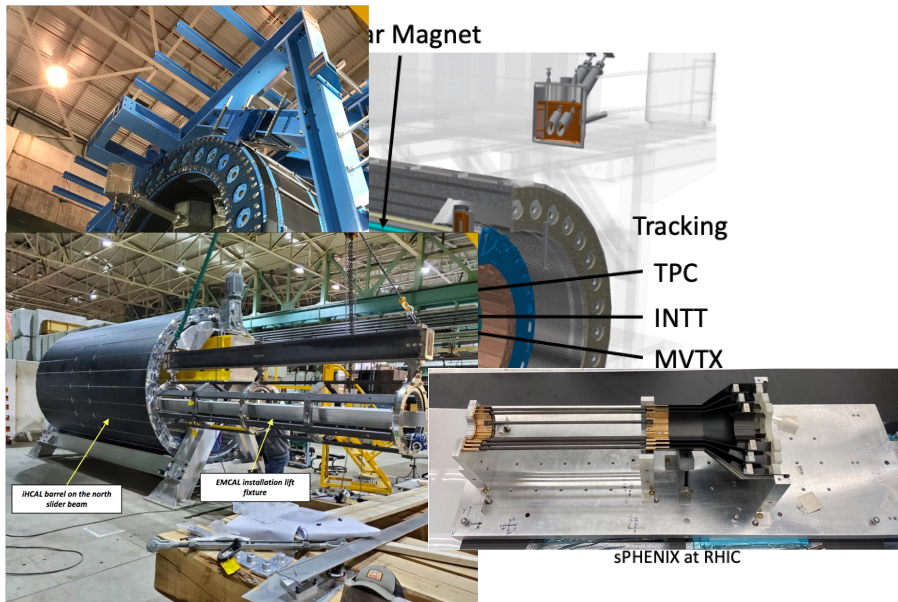 ar Magnet
Tracking
TPC
INTT
MVTX
iHCAL barrel on the north
slider beam
EMCAL installation lift
fixture
sPHENIX at RHIC